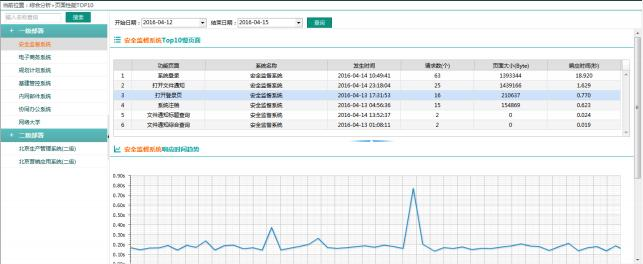 当前位置：综合分析>页面性能TOP10
输入名称查询 搜索
开始日期：2016-04-12 结束日期：2016-04-15 查询
+ 一级部署
安全监督系统
电子商务系统
规划计划系统
基建管控系统
内网邮件系统
协同办公系统
网络大学
+ 二级部署
北京生产管理系统(二级)
北京营销应用系统(二级)
安全监督系统Top10慢页面
功能页面 系统名称 发生时间 请求数(个) 页面大小(Byte) 响应时间(秒)
1 系统登录 安全监督系统 2016-04-14 10:49:41 63 1393344 18.920
2 打开文件通知 安全监督系统 2016-04-14 23:18:04 25 1439166 1.629
3 打开登录页 安全监督系统 2016-04-13 17:31:53 16 210637 0.770
4 系统注销 安全监督系统 2016-04-13 04:56:36 15 154869 0.623
5 文件通知标题查询 安全监督系统 2016-04-14 13:52:37 2 0 0.024
6 文件通知综合查询 安全监督系统 2016-04-13 01:08:11 2 0 0.019
安全监督系统响应时间趋势
0.90s
0.80s
0.70s
0.60s
0.50s
0.40s
0.30s
0.20s
0.10s
0.00s